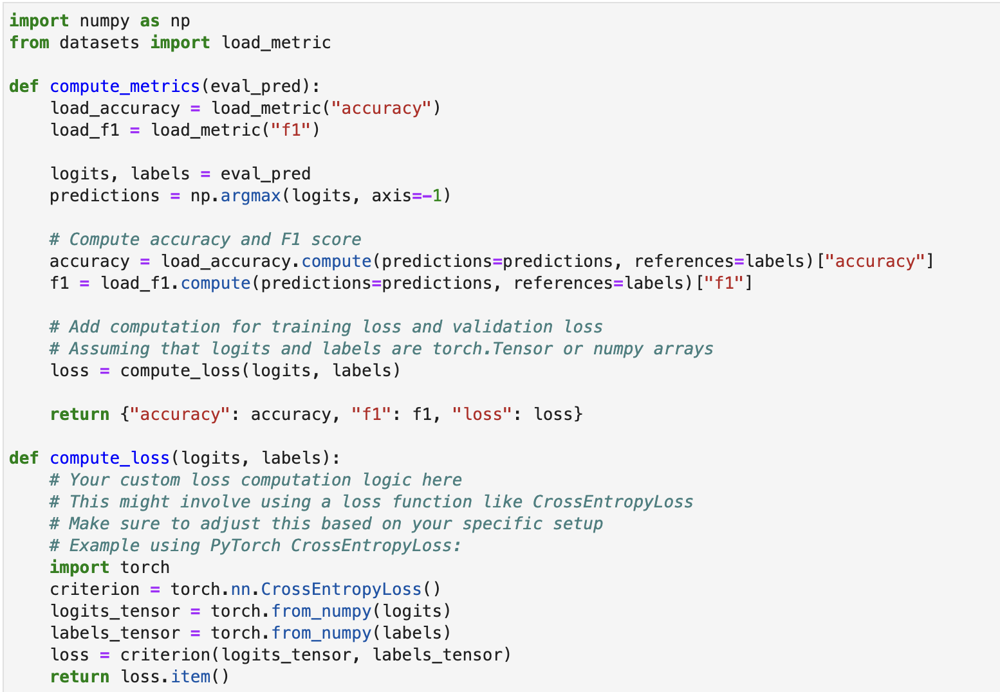 import numpy as np
from datasets import load_metric

def compute_metrics(eval_pred):
    load_accuracy = load_metric("accuracy")
    load_f1 = load_metric("f1")

    logits, labels = eval_pred
    predictions = np.argmax(logits, axis=-1)

    # Compute accuracy and F1 score
    accuracy = load_accuracy.compute(predictions=predictions, references=labels)["accuracy"]
    f1 = load_f1.compute(predictions=predictions, references=labels)["f1"]

    # Add computation for training loss and validation loss
    # Assuming that logits and labels are torch.Tensor or numpy arrays
    loss = compute_loss(logits, labels)

    return {"accuracy": accuracy, "f1": f1, "loss": loss}

def compute_loss(logits, labels):
    # Your custom loss computation logic here
    # This might involve using a loss function like CrossEntropyLoss
    # Make sure to adjust this based on your specific setup
    # Example using PyTorch CrossEntropyLoss:
    import torch
    criterion = torch.nn.CrossEntropyLoss()
    logits_tensor = torch.from_numpy(logits)
    labels_tensor = torch.from_numpy(labels)
    loss = criterion(logits_tensor, labels_tensor)
    return loss.item()